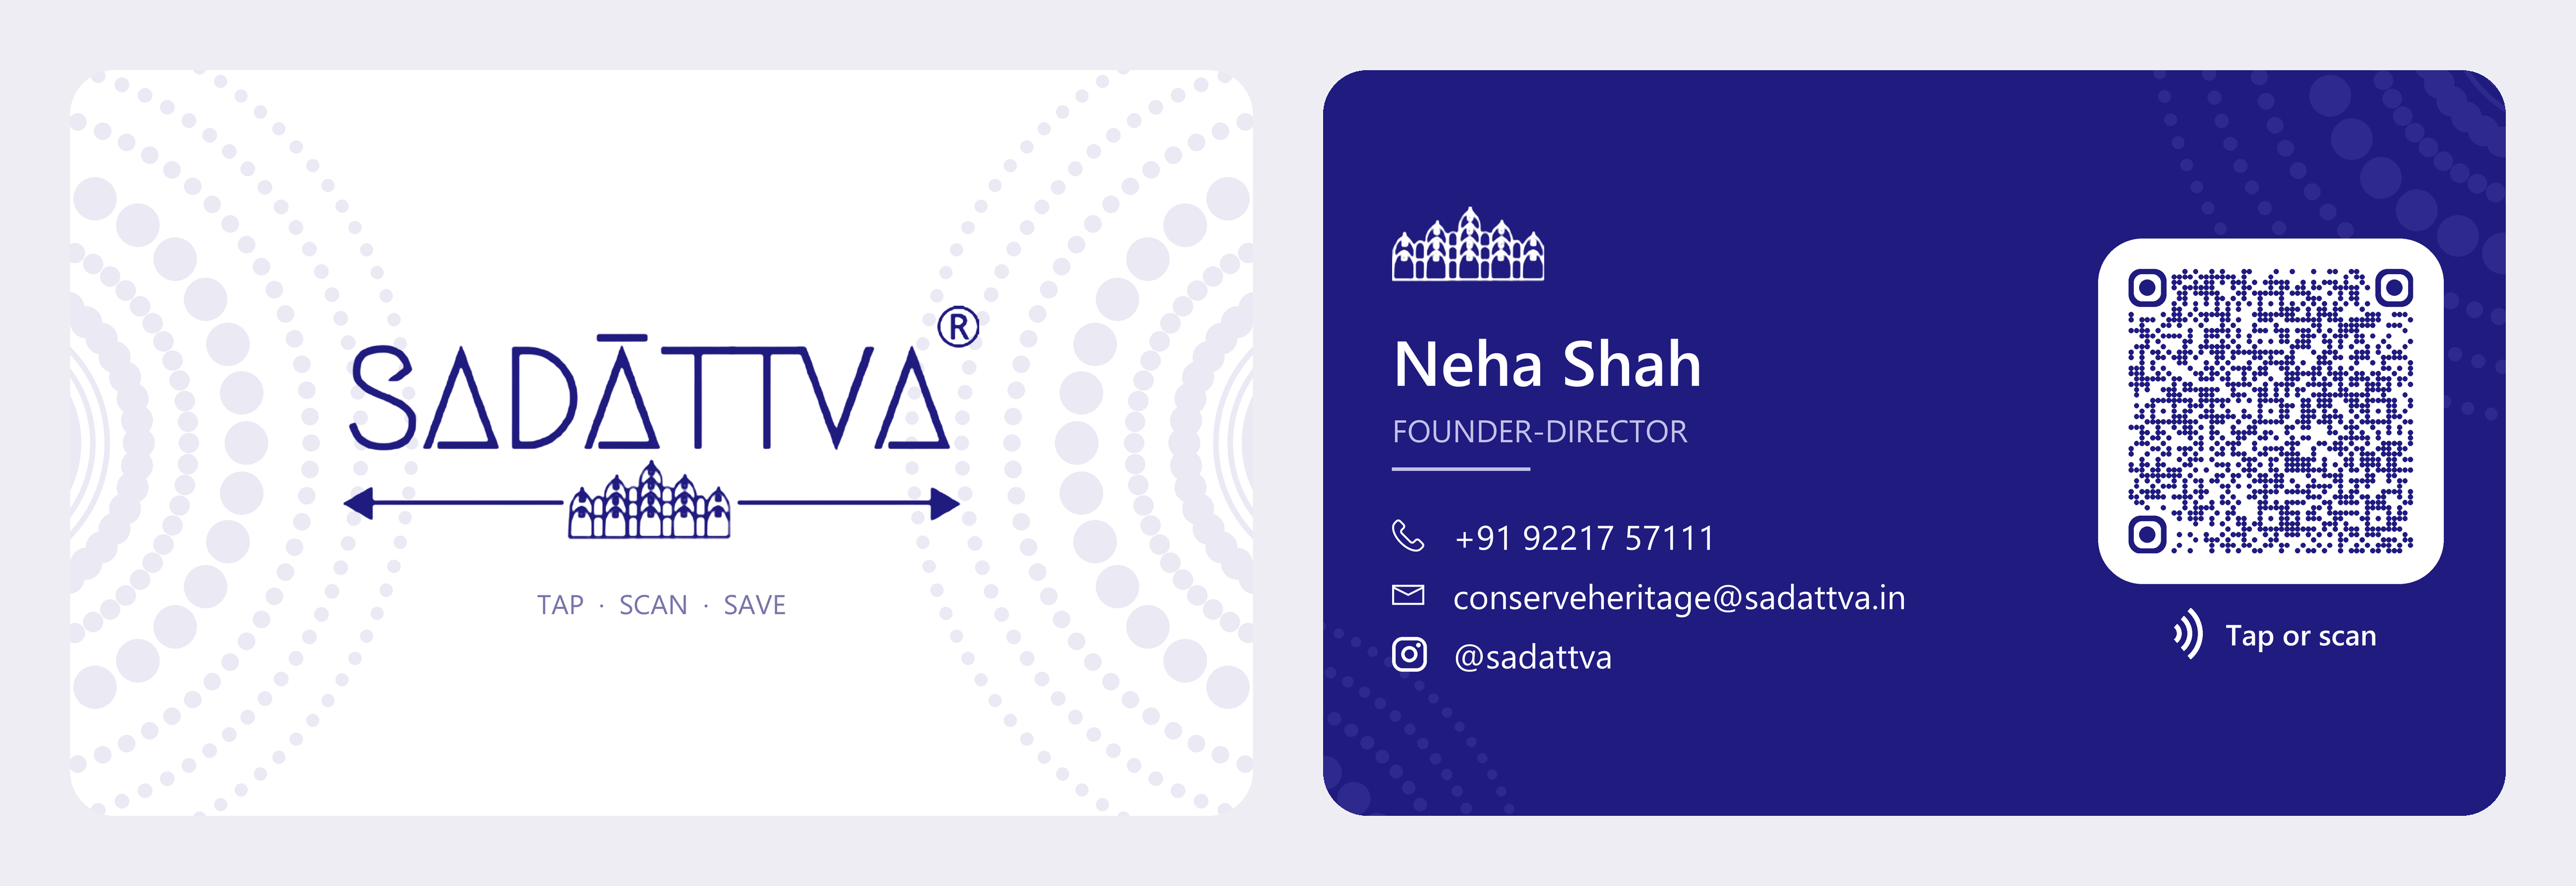 SADĀTTVA®
TAP · SCAN · SAVE
Neha Shah
FOUNDER-DIRECTOR
+91 92217 57111
conserveheritage@sadattva.in
@sadattva
Tap or scan